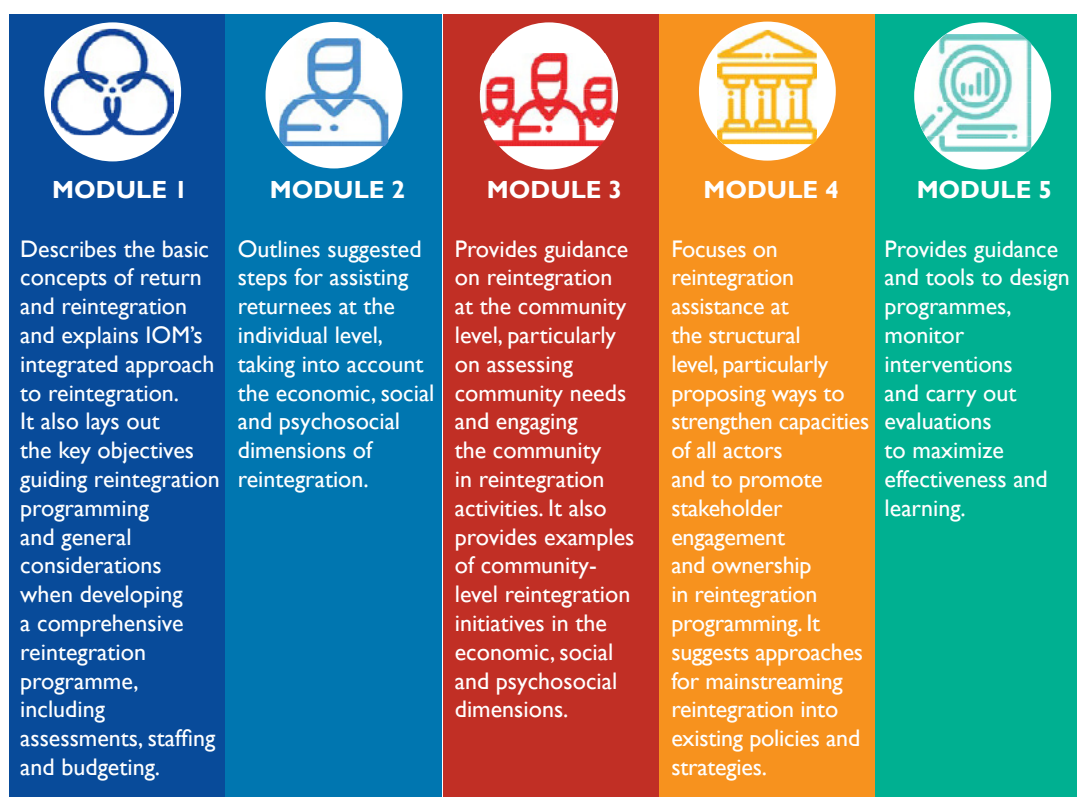 MODULE 1
Describes the basic
concepts of return
and reintegration
and explains IOM's
integrated approach
to reintegration.
It also lays out
the key objectives
guiding reintegration
programming
and general
considerations
when developing
a comprehensive
reintegration
programme,
including
assessments, staffing
and budgeting.
MODULE 2
Outlines suggested
steps for assisting
returnees at the
individual level,
taking into account
the economic, social
and psychosocial
dimensions of
reintegration.
MODULE 3
Provides guidance
on reintegration
at the community
level, particularly
on assessing
community needs
and engaging
the community
in reintegration
activities. It also
provides examples
of community-
level reintegration
initiatives in the
economic, social
and psychosocial
dimensions.
MODULE 4
Focuses on
reintegration
assistance at
the structural
level, particularly
proposing ways to
strengthen capacities
of all actors
and to promote
stakeholder
engagement
and ownership
in reintegration
programming. It
suggests approaches
for mainstreaming
reintegration into
existing policies and
strategies.
MODULE 5
Provides guidance
and tools to design
programmes,
monitor
interventions
and carry out
evaluations
to maximize
effectiveness and
learning.